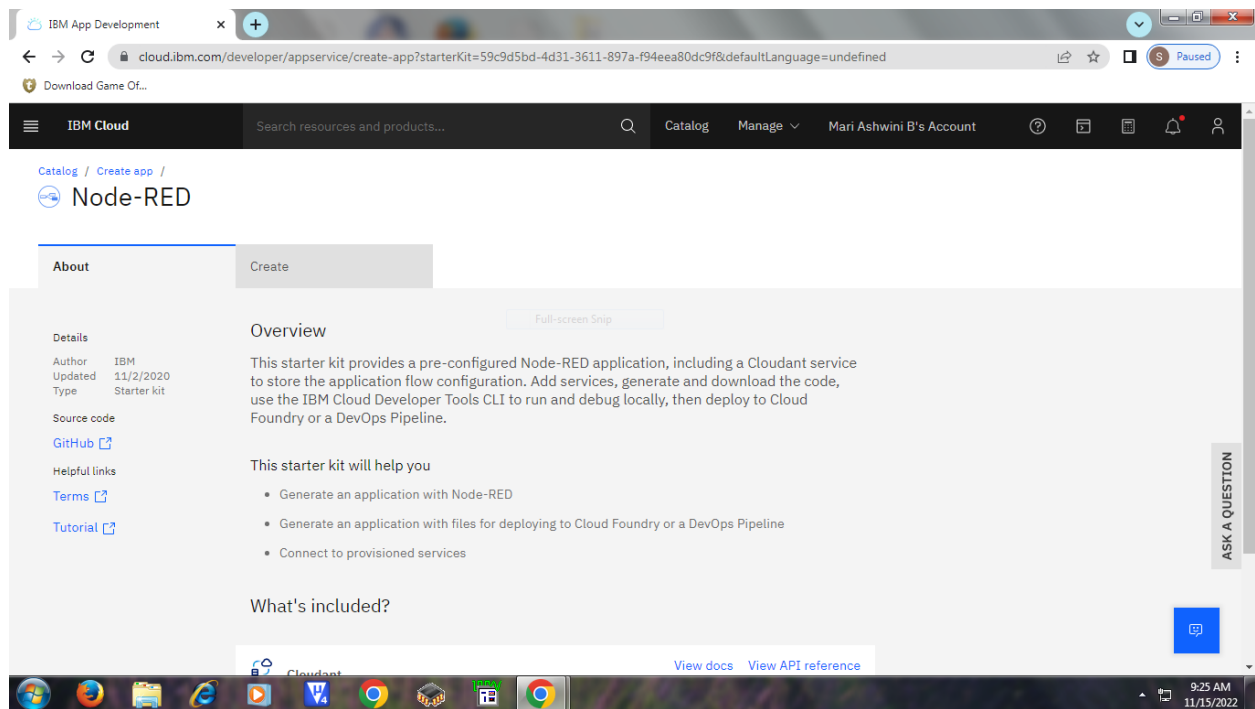 IBM App Development
cloud.ibm.com/developer/appservice/create-app?starterKit=59c9d5bd-4d31-3611-897a-f94eea80dc9f&defaultLanguage=undefined
S Paused
Download Game Of...
IBM Cloud
Search resources and products...
Catalog
Manage
Mari Ashwini B's Account
Catalog / Create app /
Node-RED
About
Create
Full-screen Snip
Details
Author IBM
Updated 11/2/2020
Type Starter kit
Source code
GitHub
Helpful links
Terms
Tutorial
Overview
This starter kit provides a pre-configured Node-RED application, including a Cloudant service
to store the application flow configuration. Add services, generate and download the code,
use the IBM Cloud Developer Tools CLI to run and debug locally, then deploy to Cloud
Foundry or a DevOps Pipeline.
This starter kit will help you
• Generate an application with Node-RED
• Generate an application with files for deploying to Cloud Foundry or a DevOps Pipeline
• Connect to provisioned services
What's included?
Cloudant
View docs View API reference
ASK A QUESTION
9:25 AM
11/15/2022